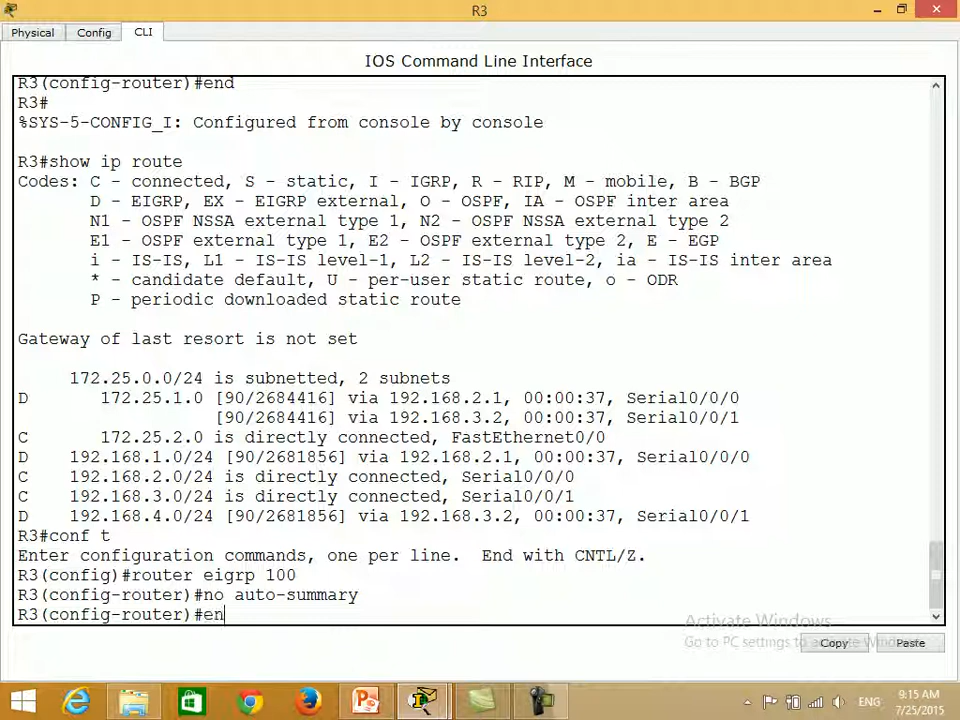 R3
Physical Config CLI
IOS Command Line Interface
R3(config-router)#end
R3#
%SYS-5-CONFIG_I: Configured from console by console
R3#show ip route
Codes: C - connected, S - static, I - IGRP, R - RIP, M - mobile, B - BGP
D - EIGRP, EX - EIGRP external, O - OSPF, IA - OSPF inter area
N1 - OSPF NSSA external type 1, N2 - OSPF NSSA external type 2
E1 - OSPF external type 1, E2 - OSPF external type 2, E - EGP
i - IS-IS, L1 - IS-IS level-1, L2 - IS-IS level-2, ia - IS-IS inter area
* - candidate default, U - per-user static route, o - ODR
P - periodic downloaded static route
Gateway of last resort is not set
172.25.0.0/24 is subnetted, 2 subnets
D 172.25.1.0 [90/2684416] via 192.168.2.1, 00:00:37, Serial0/0/0
[90/2684416] via 192.168.3.2, 00:00:37, Serial0/0/1
C 172.25.2.0 is directly connected, FastEthernet0/0
D 192.168.1.0/24 [90/2681856] via 192.168.2.1, 00:00:37, Serial0/0/0
C 192.168.2.0/24 is directly connected, Serial0/0/0
C 192.168.3.0/24 is directly connected, Serial0/0/1
D 192.168.4.0/24 [90/2681856] via 192.168.3.2, 00:00:37, Serial0/0/1
R3#conf t
Enter configuration commands, one per line. End with CNTL/Z.
R3(config)#router eigrp 100
R3(config-router)#no auto-summary
R3(config-router)#en
Activate Windows
Go to PC settings to activate Windows.
Copy Paste
ENG
9:15 AM
7/25/2015